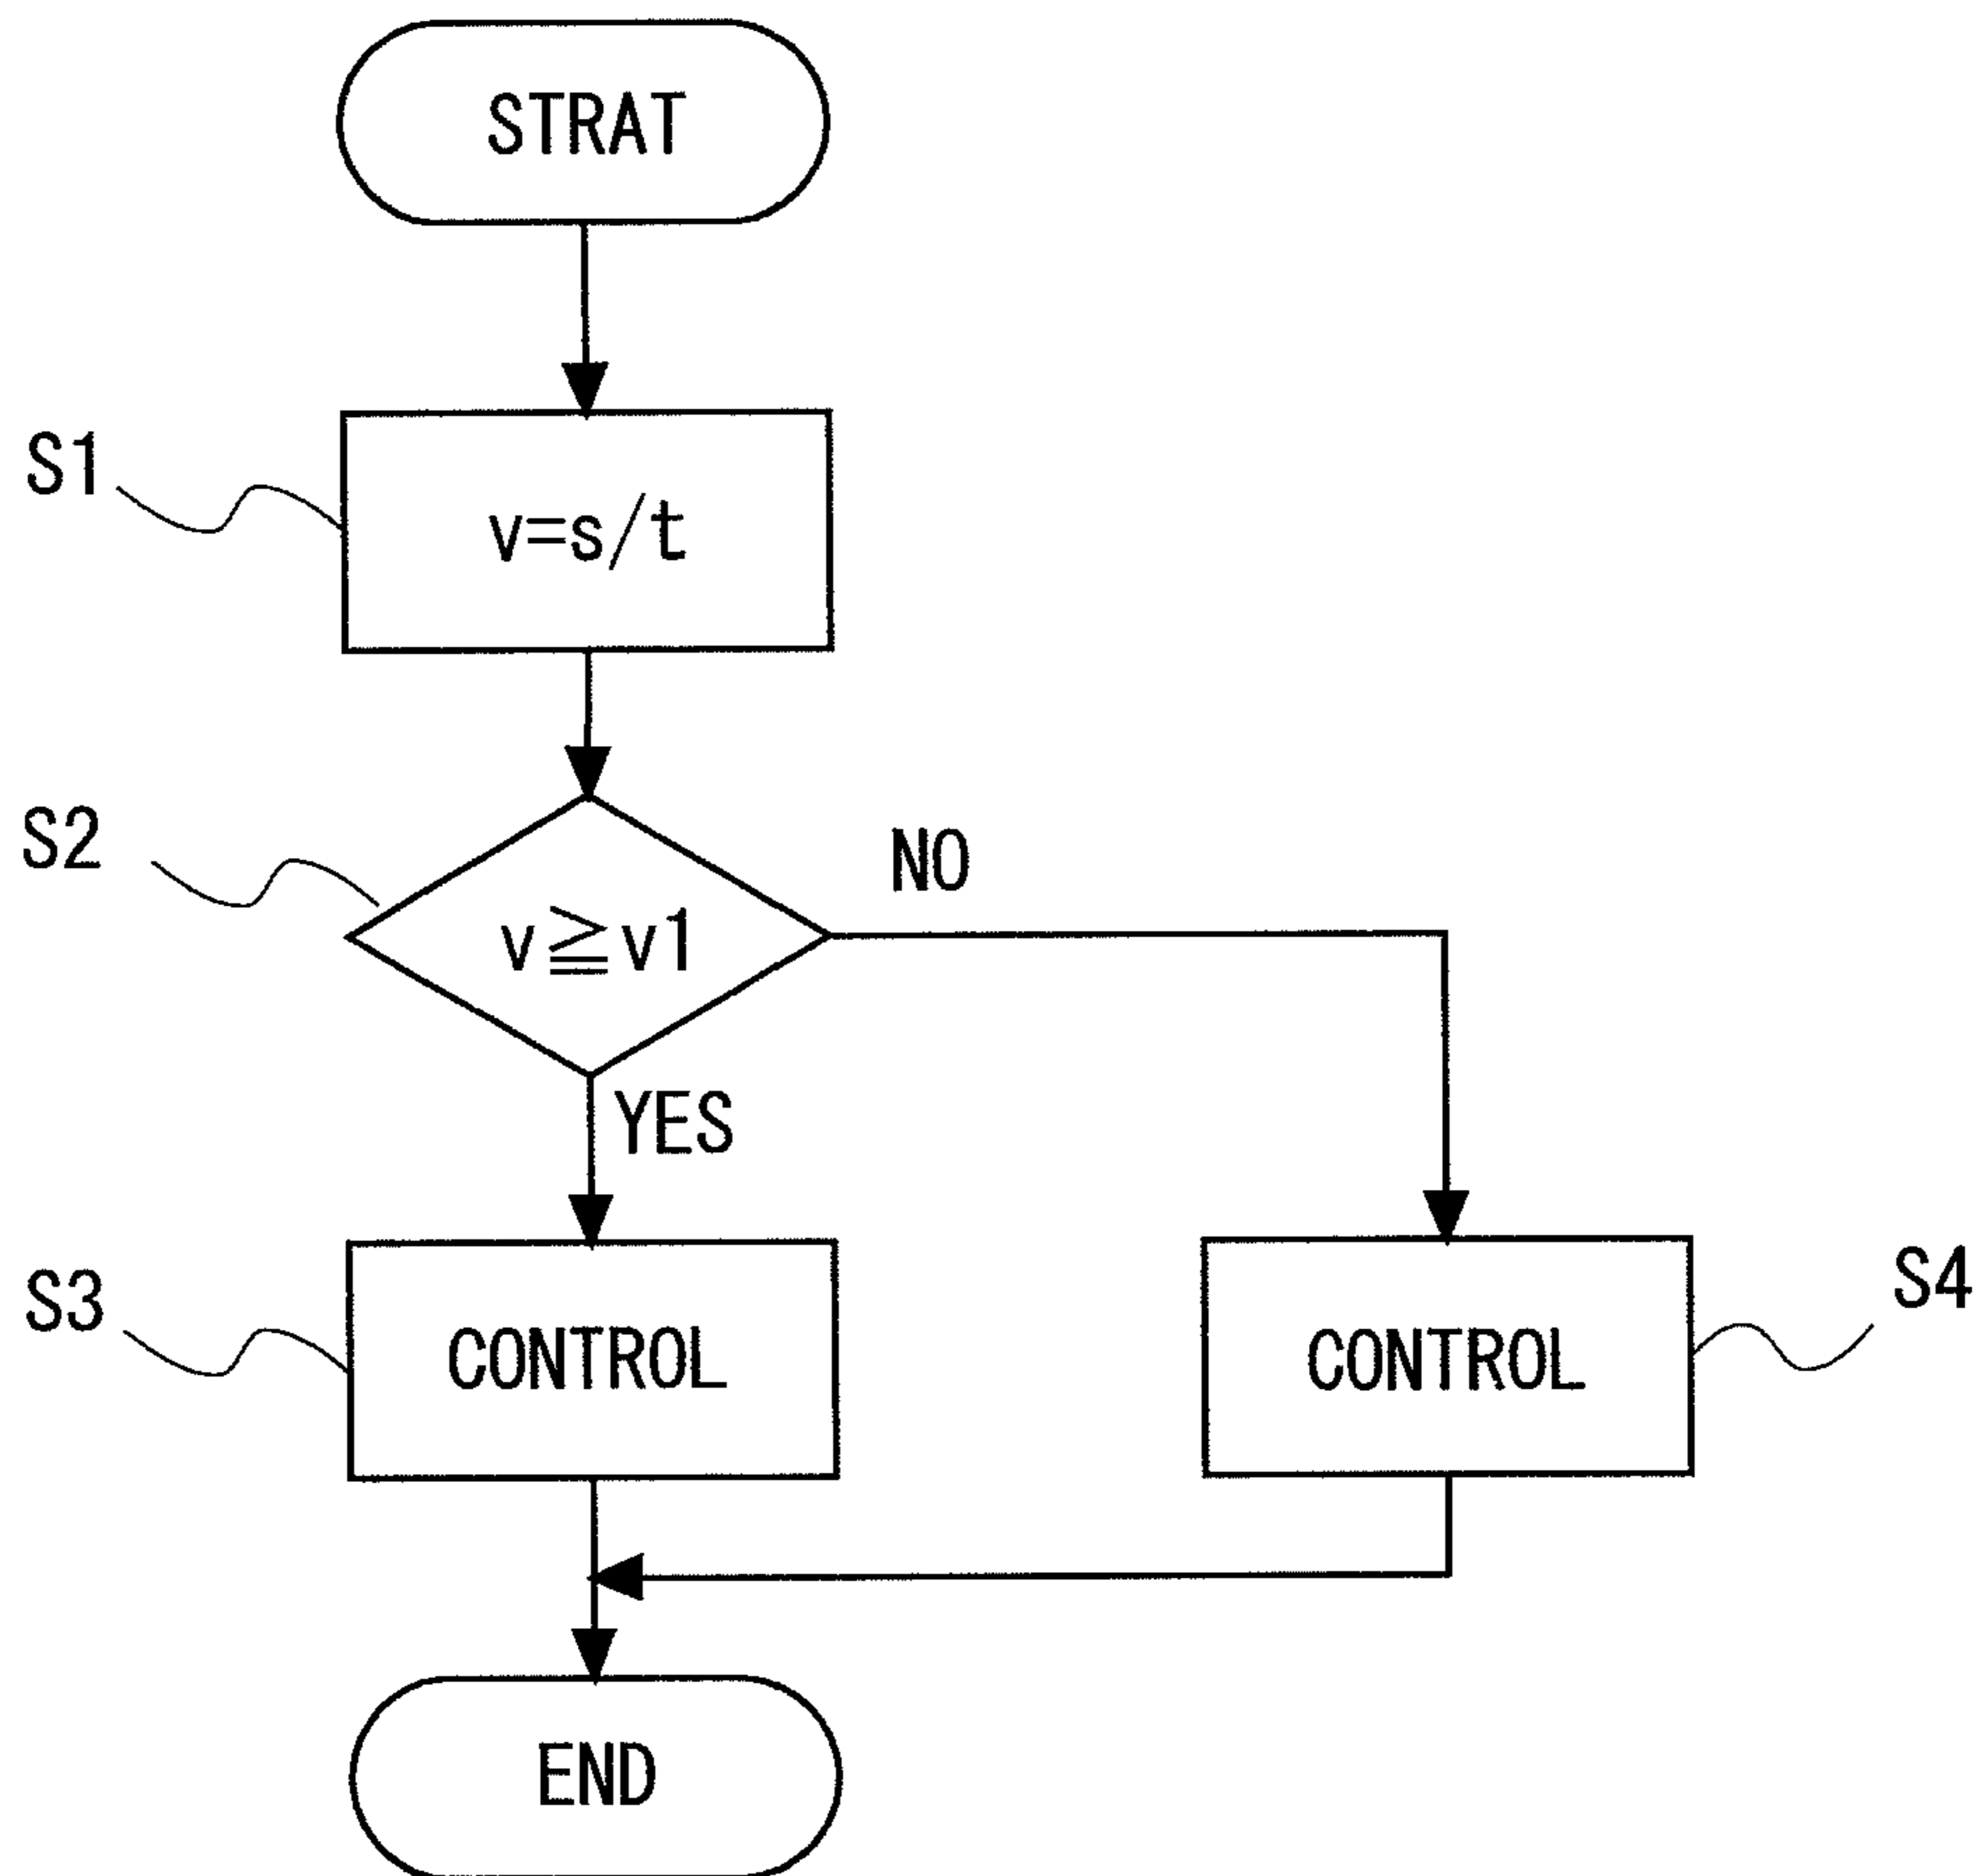 STRAT
S1
v=s/t
S2
v≧v1
NO
YES
S3
CONTROL
CONTROL
S4
END